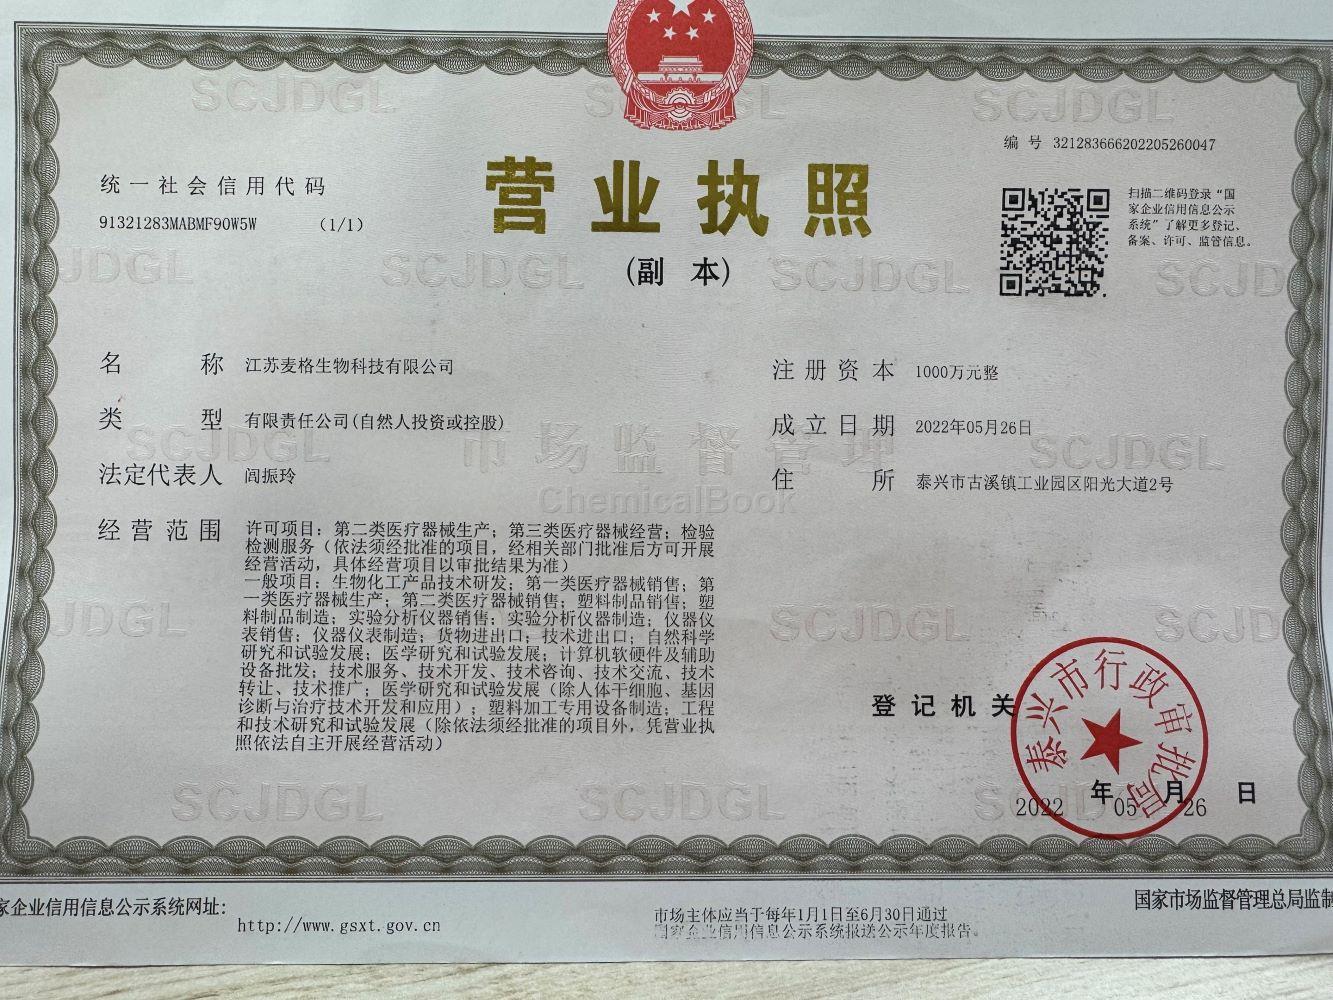 编 号 321283666202205260047
统一社会信用代码
91321283MABMF90W5W （1/1）
营业执照
(副 本)
扫描二维码登录“国
家企业信用信息公示
系统”了解更多登记、
备案、许可、监管信息。
名 称 江苏麦格生物科技有限公司
类 型 有限责任公司(自然人投资或控股)
法定代表人 闾振玲
经营范围 许可项目：第二类医疗器械生产；第三类医疗器械经营；检验
检测服务（依法须经批准的项目，经相关部门批准后方可开展
经营活动，具体经营项目以审批结果为准）
一般项目：生物化工产品技术研发；第一类医疗器械销售；第
一类医疗器械生产；第二类医疗器械销售；塑料制品销售；塑
料制品制造；实验分析仪器销售；实验分析仪器制造；仪器仪
表销售；仪器仪表制造；货物进出口；技术进出口；自然科学
研究和试验发展；医学研究和试验发展；计算机软硬件及辅助
设备批发；技术服务、技术开发、技术咨询、技术交流、技术
转让、技术推广；医学研究和试验发展（除人体干细胞、基因
诊断与治疗技术开发和应用）；塑料加工专用设备制造；工程
和技术研究和试验发展（除依法须经批准的项目外，凭营业执
照依法自主开展经营活动）
注册资本 1000万元整
成立日期 2022年05月26日
住 所 泰兴市古溪镇工业园区阳光大道2号
市场监督管理
ChemicalBook
SCJDGL
登记机关
泰兴市行政审批局
2022 年 05 月 26 日
家企业信用信息公示系统网址：
http://www.gsxt.gov.cn
市场主体应当于每年1月1日至6月30日通过
国家企业信用信息公示系统报送公示年度报告。
国家市场监督管理总局监制